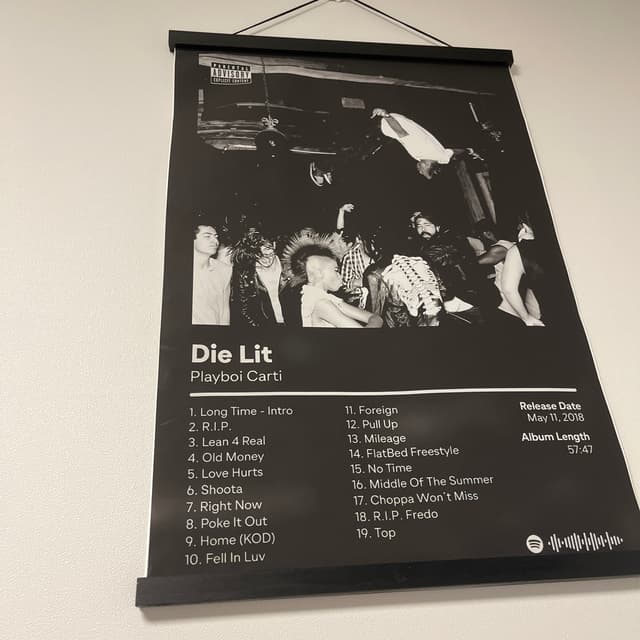 PARENTAL
ADVISORY
EXPLICIT CONTENT
Die Lit
Playboi Carti
1. Long Time - Intro
2. R.I.P.
3. Lean 4 Real
4. Old Money
5. Love Hurts
6. Shoota
7. Right Now
8. Poke It Out
9. Home (KOD)
10. Fell In Luv
11. Foreign
12. Pull Up
13. Mileage
14. FlatBed Freestyle
15. No Time
16. Middle Of The Summer
17. Choppa Won't Miss
18. R.I.P. Fredo
19. Top
Release Date
May 11, 2018
Album Length
57:47